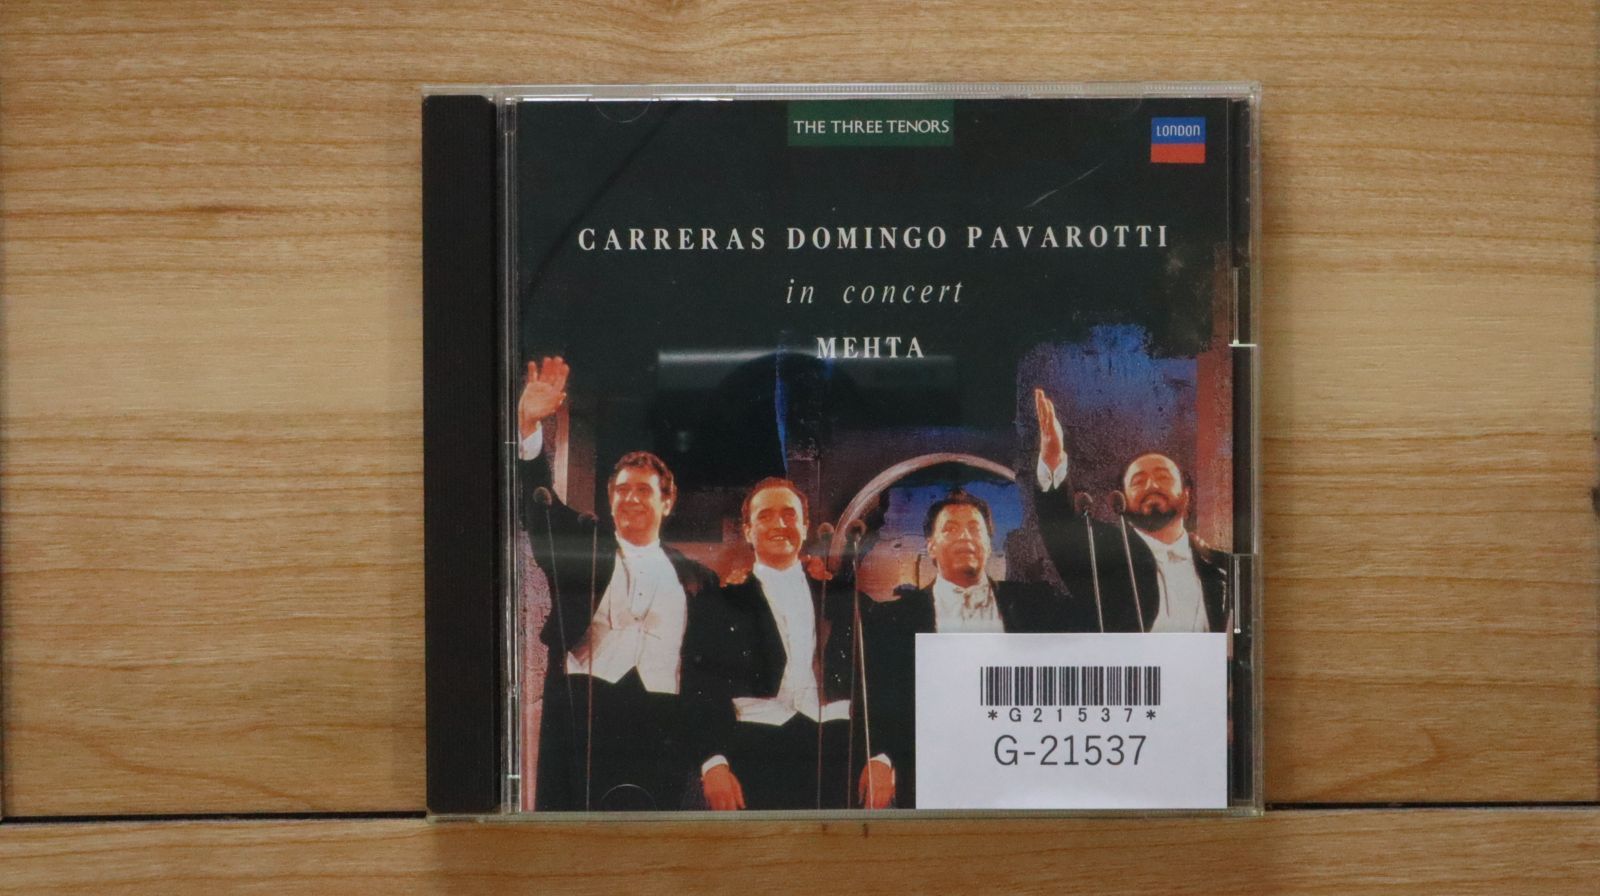 THE THREE TENORS
LONDON
CARRERAS DOMINGO PAVAROTTI
in concert
MEHTA
*G21537*
G-21537